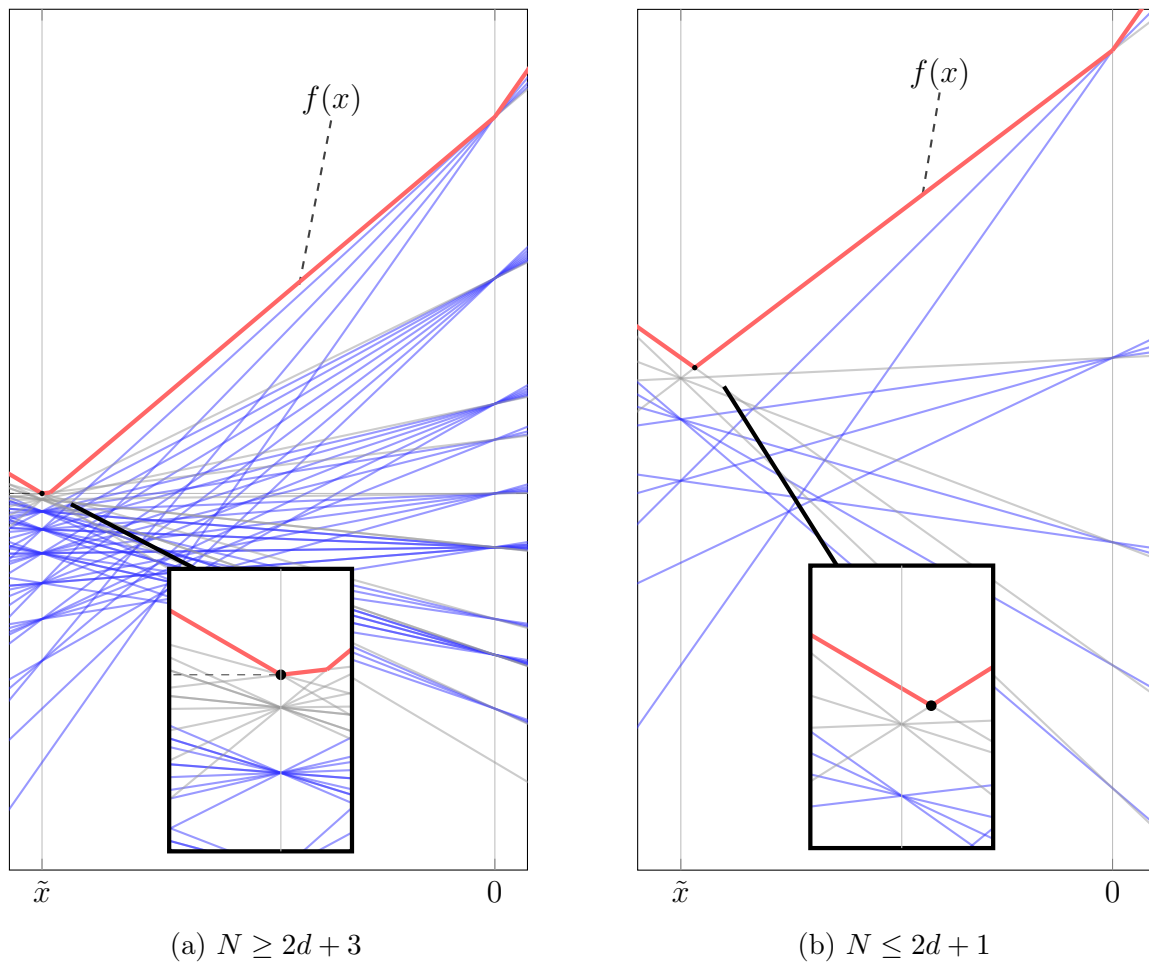 f(x)
f(x)
x̃ 0
x̃ 0
(a) N ≥ 2d + 3
(b) N ≤ 2d + 1